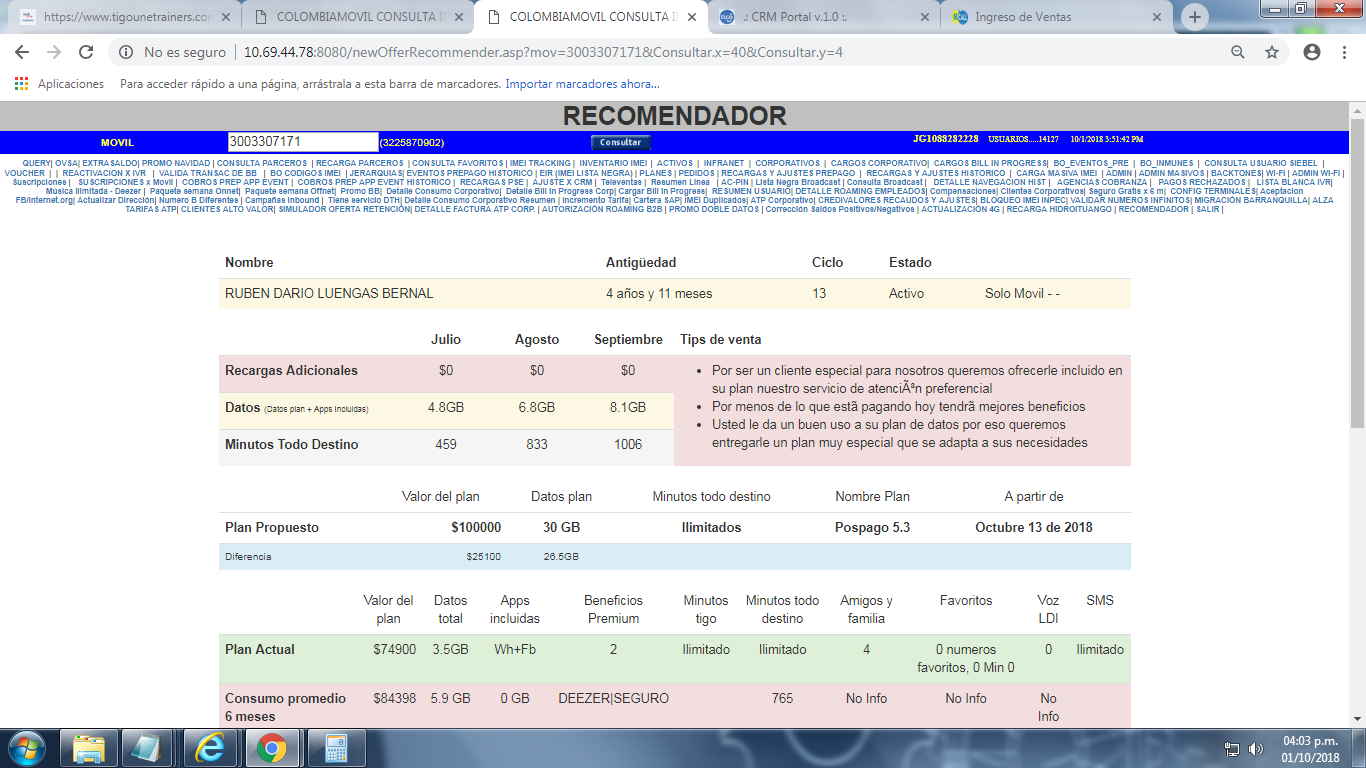 https://www.tigounetrainers.con
COLOMBIAMOVIL CONSULTA I
COLOMBIAMOVIL CONSULTA I
.: CRM Portal v.1.0 :.
Ingreso de Ventas
No es seguro | 10.69.44.78:8080/newOfferRecommender.asp?mov=3003307171&Consultar.x=40&Consultar.y=4
Aplicaciones Para acceder rápido a una página, arrástrala a esta barra de marcadores. Importar marcadores ahora...
RECOMENDADOR
MOVIL 3003307171 (3225870902) Consultar JG1088282228 USUARIOS.....14127 10/1/2018 3:51:42 PM
QUERY| OVSA| EXTRASALDO| PROMO NAVIDAD | CONSULTA PARCEROS | RECARGA PARCEROS | CONSULTA FAVORITOS | IMEI TRACKING | INVENTARIO IMEI | ACTIVOS | INFRANET | CORPORATIVOS | CARGOS CORPORATIVO| CARGOS BILL IN PROGRESS| BO_EVENTOS_PRE | BO_INMUNES | CONSULTA USUARIO SIEBEL |
VOUCHER | | REACTIVACION X IVR | VALIDA TRANSAC DE BB | BO CODIGOS IMEI | JERARQUIAS| EVENTOS PREPAGO HISTORICO | EIR (IMEI LISTA NEGRA) | PLANES | PEDIDOS | RECARGAS Y AJUSTES PREPAGO | RECARGAS Y AJUSTES HISTORICO | CARGA MASIVA IMEI | ADMIN | ADMIN MASIVOS | BACKTONES| WI-FI | ADMIN WI-FI |
Suscripciones | SUSCRIPCIONES x Movil | COBROS PREP APP EVENT | COBROS PREP APP EVENT HISTORICO | RECARGAS PSE | AJUSTE X CRM | Televentas | Resumen Linea | AC-PIN | Lista Negra Broadcast | Consulta Broadcast | DETALLE NAVEGACION HIST | AGENCIAS COBRANZA | PAGOS RECHAZADOS | LISTA BLANCA IVR|
Musica Ilimitada - Deezer | Paquete semana Onnet| Paquete semana Offnet| Promo BB| Detalle Consumo Corporativo| Detalle Bill In Progress Corp| Cargar Bill In Progress| RESUMEN USUARIO| DETALLE ROAMING EMPLEADOS| Compensaciones| Clientes Corporativos| Seguro Gratis x 6 m| CONFIG TERMINALES| Aceptacion
FB/Internet.org| Actualizar Dirección| Numero B Diferentes | Campañas Inbound | Tiene servicio DTH| Detalle Consumo Corporativo Resumen | Incremento Tarifa| Cartera SAP| IMEI Duplicados| ATP Corporativo| CREDIVALORES RECAUDOS Y AJUSTES| BLOQUEO IMEI INPEC| VALIDAR NUMEROS INFINITOS| MIGRACIÓN BARRANQUILLA| ALZA
TARIFAS ATP| CLIENTES ALTO VALOR| SIMULADOR OFERTA RETENCIÓN| DETALLE FACTURA ATP CORP. | AUTORIZACIÓN ROAMING B2B | PROMO DOBLE DATOS | Corrección Saldos Positivos/Negativos | ACTUALIZACIÓN 4G | RECARGA HIDROITUANGO | RECOMENDADOR | SALIR |
Nombre Antigüedad Ciclo Estado
RUBEN DARIO LUENGAS BERNAL 4 años y 11 meses 13 Activo Solo Movil - -
Julio Agosto Septiembre Tips de venta
Recargas Adicionales $0 $0 $0
Datos (Datos plan + Apps Incluidas) 4.8GB 6.8GB 8.1GB
Minutos Todo Destino 459 833 1006
Por ser un cliente especial para nosotros queremos ofrecerle incluido en
su plan nuestro servicio de atenciÃªn preferencial
Por menos de lo que estã pagando hoy tendrã mejores beneficios
Usted le da un buen uso a su plan de datos por eso queremos
entregarle un plan muy especial que se adapta a sus necesidades
Valor del plan Datos plan Minutos todo destino Nombre Plan A partir de
Plan Propuesto $100000 30 GB Ilimitados Pospago 5.3 Octubre 13 de 2018
Diferencia $25100 26.5GB
Valor del plan Datos total Apps incluidas Beneficios Premium Minutos tigo Minutos todo destino Amigos y familia Favoritos Voz LDI SMS
Plan Actual $74900 3.5GB Wh+Fb 2 Ilimitado Ilimitado 4 0 numeros favoritos, 0 Min 0 0 Ilimitado
Consumo promedio 6 meses $84398 5.9 GB 0 GB DEEZER|SEGURO 765 No Info No Info No Info
04:03 p.m.
01/10/2018